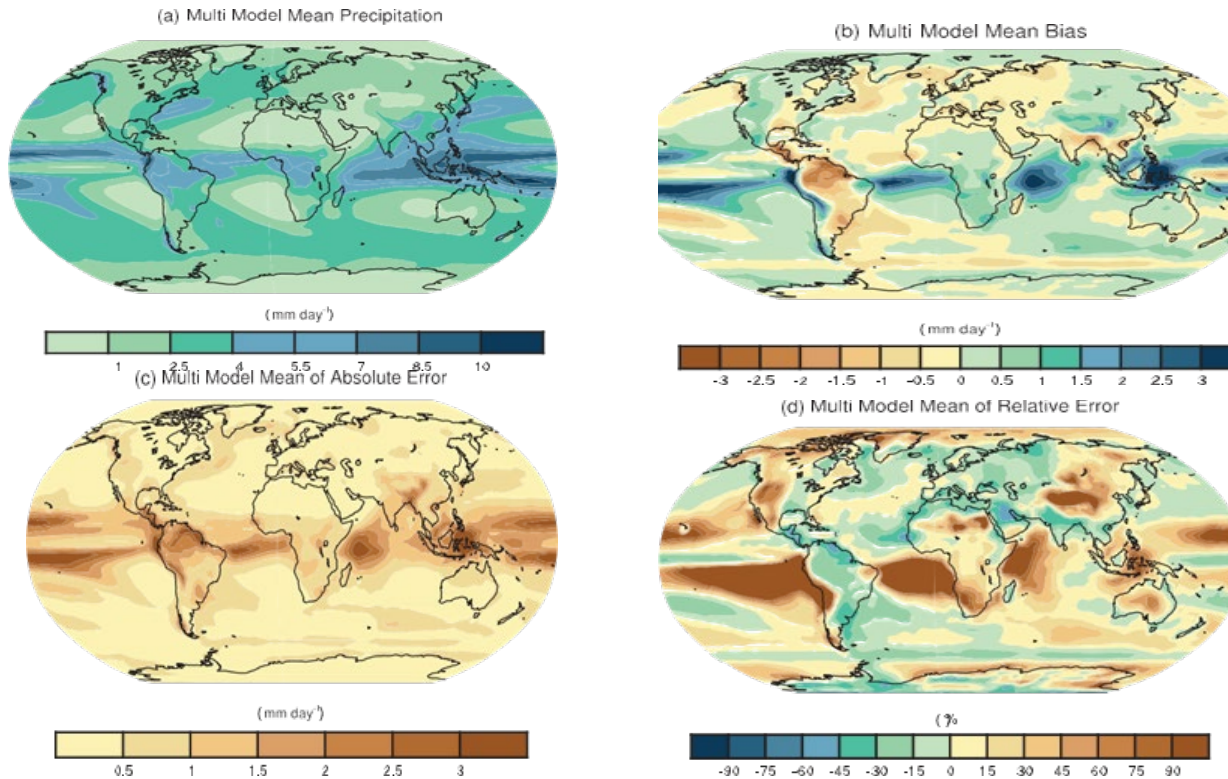 (a) Multi Model Mean Precipitation
(b) Multi Model Mean Bias
(mm day⁻¹)
1 2.5 4 5.5 7 8.5 10
(mm day⁻¹)
-3 -2.5 -2 -1.5 -1 -0.5 0 0.5 1 1.5 2 2.5 3
(c) Multi Model Mean of Absolute Error
(d) Multi Model Mean of Relative Error
(mm day⁻¹)
0.5 1 1.5 2 2.5 3
(%
-90 -75 -60 -45 -30 -15 0 15 30 45 60 75 90